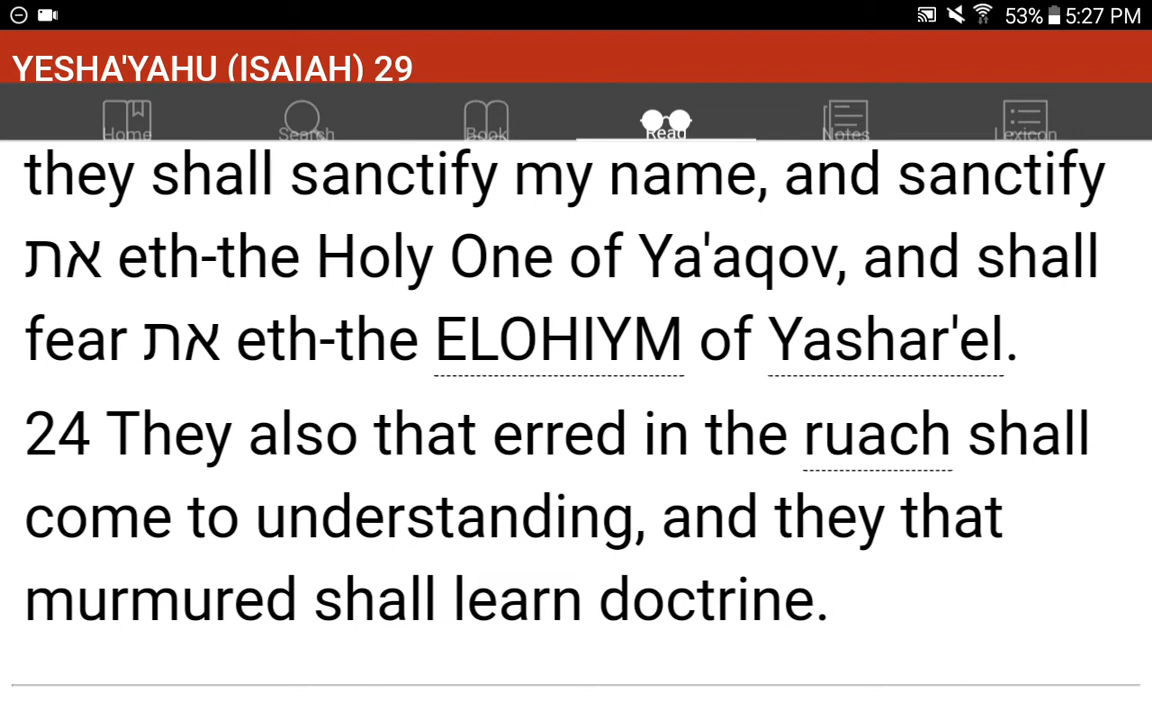 53% 5:27 PM
YESHA'YAHU (ISAIAH) 29
Home Search Book Read Notes Lexicon
they shall sanctify my name, and sanctify
את eth-the Holy One of Ya'aqov, and shall
fear את eth-the ELOHIYM of Yashar'el.
24 They also that erred in the ruach shall
come to understanding, and they that
murmured shall learn doctrine.